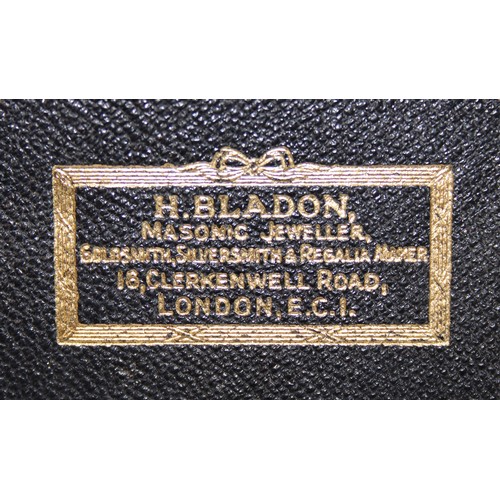 H. BLADON,
MASONIC JEWELLER,
GOLDSMITH, SILVERSMITH & REGALIA MAKER
16, CLERKENWELL ROAD,
LONDON, E.C.1.